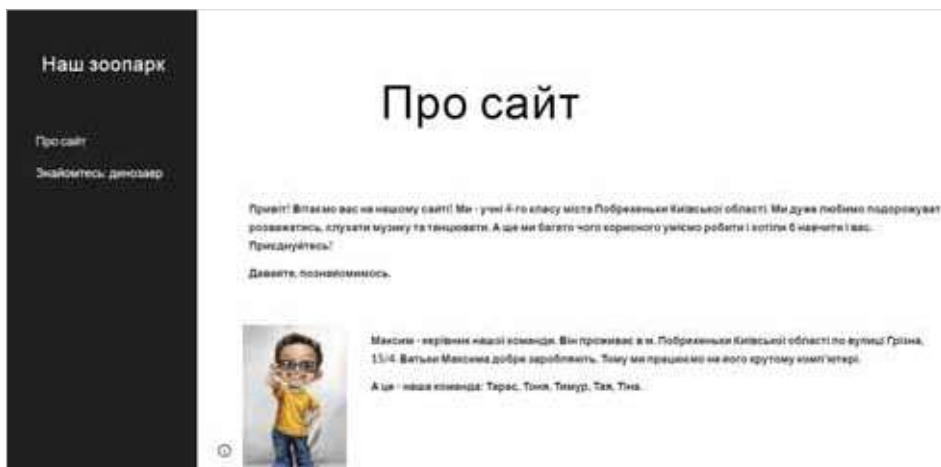 Наш зоопарк
Про сайт
Знайомтесь: динозавр
Про сайт
Привіт! Вітаємо вас на нашому сайті! Ми - учні 4-го класу міста Побрехеньки Київської області. Ми дуже любимо подорожуват
розважатись, слухати музику та танцювати. А ще ми багато чого корисного уміємо робити і хотіли б навчити і вас.
Приєднуйтесь!
Давайте, познайомимось.
Максим - керівник нашої команди. Він проживає в м. Побрехеньки Київської області по вулиці Грізна,
15/4. Батьки Максима добре заробляють. Тому ми працюємо на його крутому комп'ютері.
А це - наша команда: Тарас, Тоня, Тимур, Тая, Тіна.